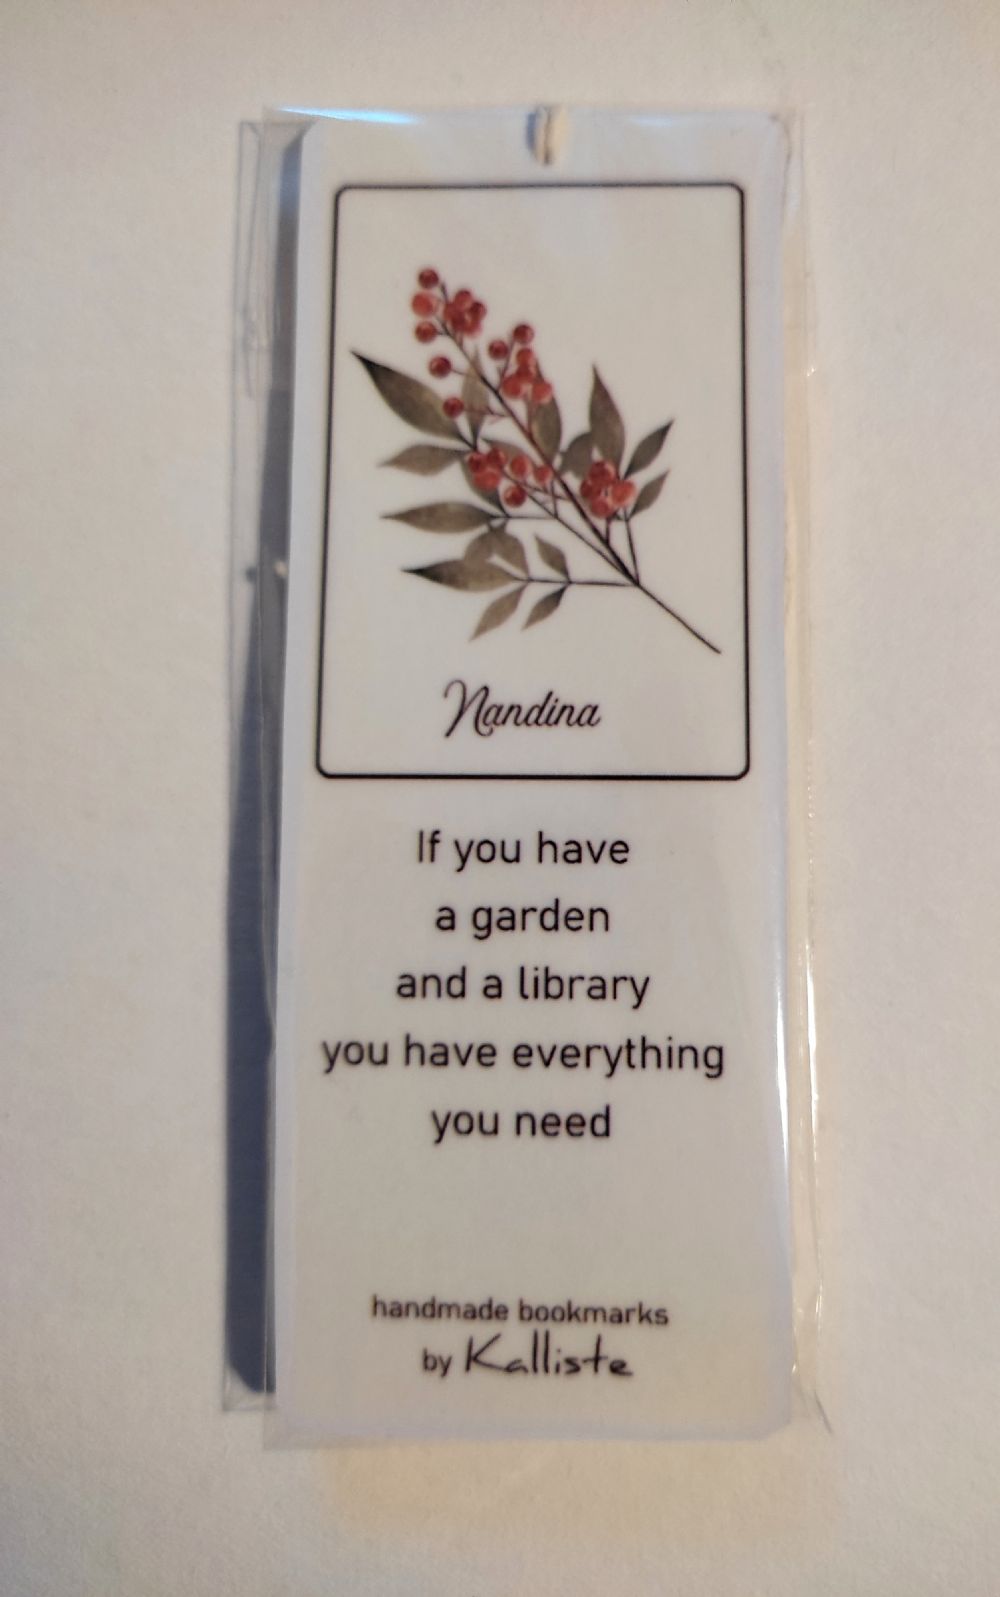 Nandina
If you have
a garden
and a library
you have everything
you need
handmade bookmarks
by Kalliste